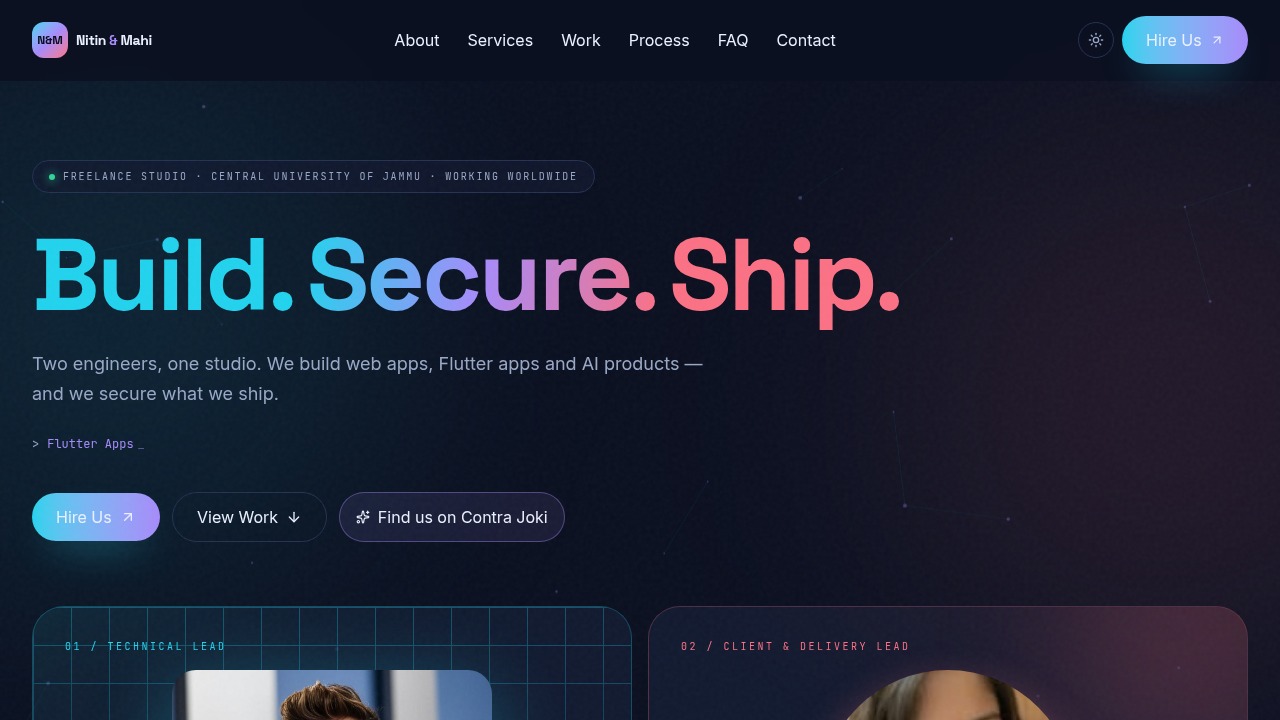 N&M Nitin & Mahi
About Services Work Process FAQ Contact
Hire Us
FREELANCE STUDIO · CENTRAL UNIVERSITY OF JAMMU · WORKING WORLDWIDE
Build. Secure. Ship.
Two engineers, one studio. We build web apps, Flutter apps and AI products —
and we secure what we ship.
> Flutter Apps _
Hire Us
View Work
Find us on Contra Joki
01 / TECHNICAL LEAD
02 / CLIENT & DELIVERY LEAD